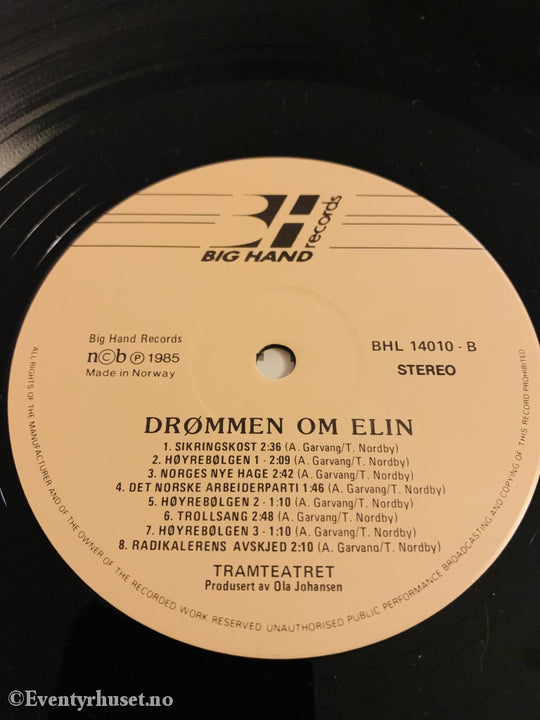 BH records
BIG HAND
Big Hand Records
n©b ℗ 1985
Made in Norway
BHL 14010 - B
STEREO
DRØMMEN OM ELIN
1. SIKRINGSKOST 2:36 (A. Garvang/T. Nordby)
2. HØYREBÖLGEN 1 - 2:09 (A. Garvang/T. Nordby)
3. NORGES NYE HAGE 2:42 (A. Garvang/T. Nordby)
4. DET NORSKE ARBEIDERPARTI 1:46 (A. Garvang/T. Nordby)
5. HØYREBÖLGEN 2 - 1:10 (A. Garvang/T. Nordby)
6. TROLLSANG 2:48 (A. Garvang/T. Nordby)
7. HØYREBÖLGEN 3 - 1:10 (A. Garvang/T. Nordby)
8. RADIKALERENS AVSKJED 2:10 (A. Garvang/T. Nordby)
TRAMTEATRET
Produsert av Ola Johansen
ALL RIGHTS OF THE MANUFACTURER AND OF THE OWNER OF THE RECORDED WORK RESERVED UNAUTHORISED PUBLIC PERFORMANCE BROADCASTING AND COPYING OF THIS RECORD PROHIBITED
©Eventyrhuset.no